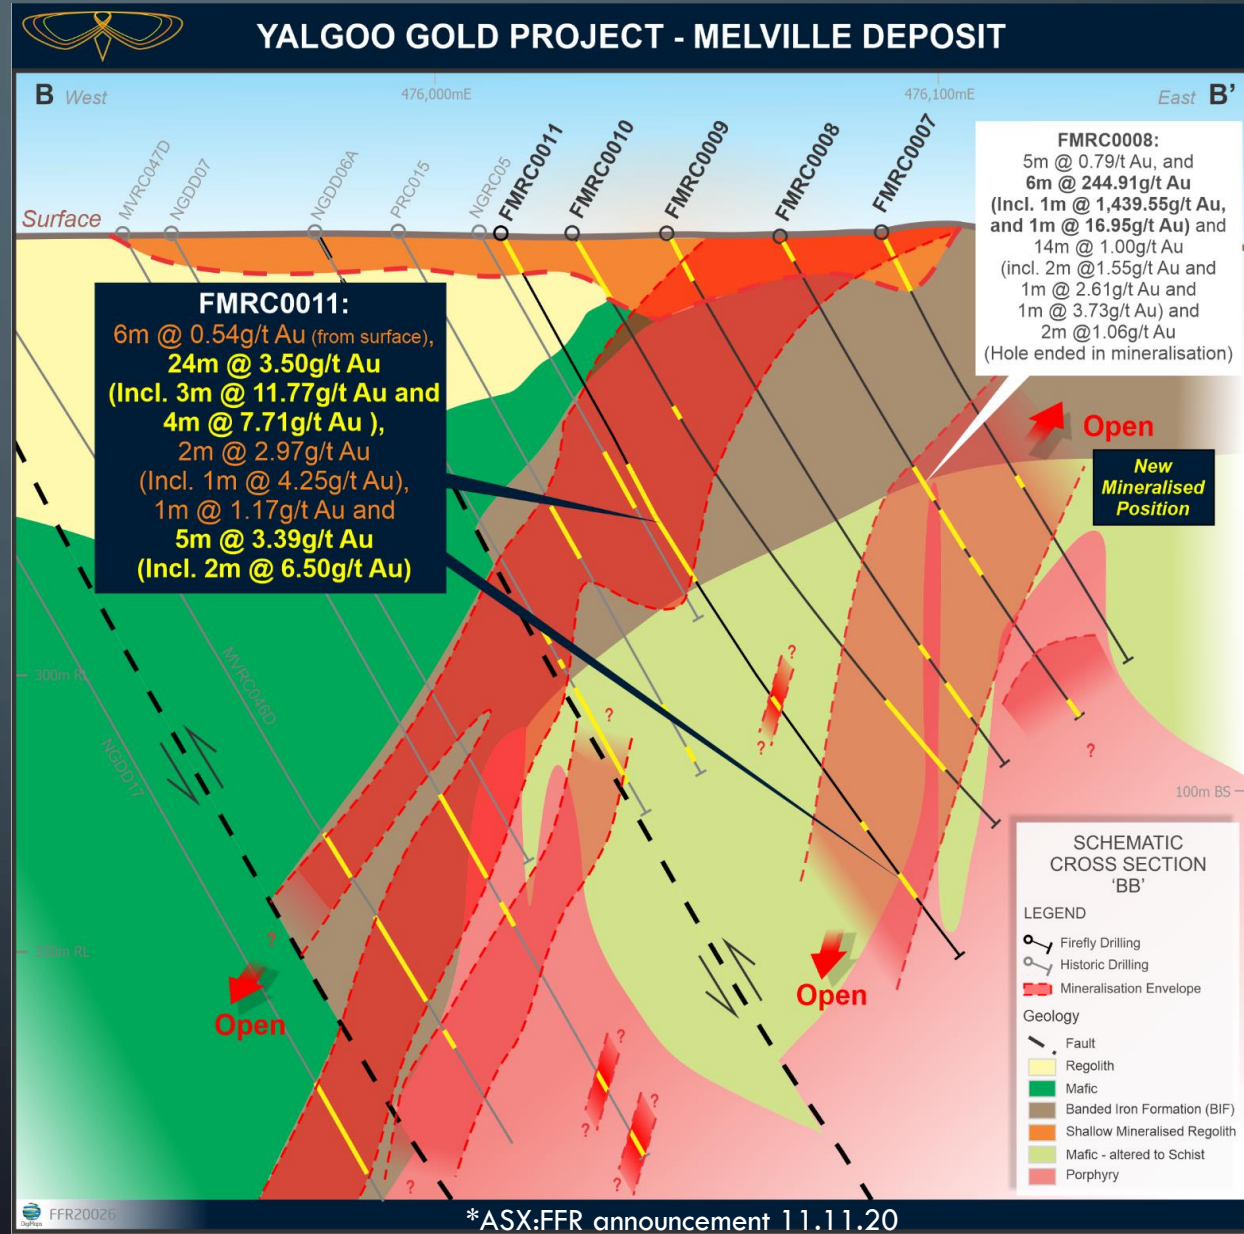 YALGOO GOLD PROJECT - MELVILLE DEPOSIT
B West
476,000mE
476,100mE
East B'
Surface
MVRC047D
NGDD07
NGDD06A
PRC015
NGRC05
FMRC0011
FMRC0010
FMRC0009
FMRC0008
FMRC0007
FMRC0008:
5m @ 0.79/t Au, and
6m @ 244.91g/t Au
(Incl. 1m @ 1,439.55g/t Au,
and 1m @ 16.95g/t Au) and
14m @ 1.00g/t Au
(incl. 2m @1.55g/t Au and
1m @ 2.61g/t Au and
1m @ 3.73g/t Au) and
2m @1.06g/t Au
(Hole ended in mineralisation)
FMRC0011:
6m @ 0.54g/t Au (from surface),
24m @ 3.50g/t Au
(Incl. 3m @ 11.77g/t Au and
4m @ 7.71g/t Au ),
2m @ 2.97g/t Au
(Incl. 1m @ 4.25g/t Au),
1m @ 1.17g/t Au and
5m @ 3.39g/t Au
(Incl. 2m @ 6.50g/t Au)
Open
New
Mineralised
Position
300m RL
MVRC046D
NGDD17
?
?
?
?
?
100m BS
?
RL
Open
Open
?
?
?
?
?
SCHEMATIC
CROSS SECTION
'BB'
LEGEND
Firefly Drilling
Historic Drilling
Mineralisation Envelope
Geology
Fault
Regolith
Mafic
Banded Iron Formation (BIF)
Shallow Mineralised Regolith
Mafic - altered to Schist
Porphyry
DigiMaps
FFR20026
*ASX:FFR announcement 11.11.20